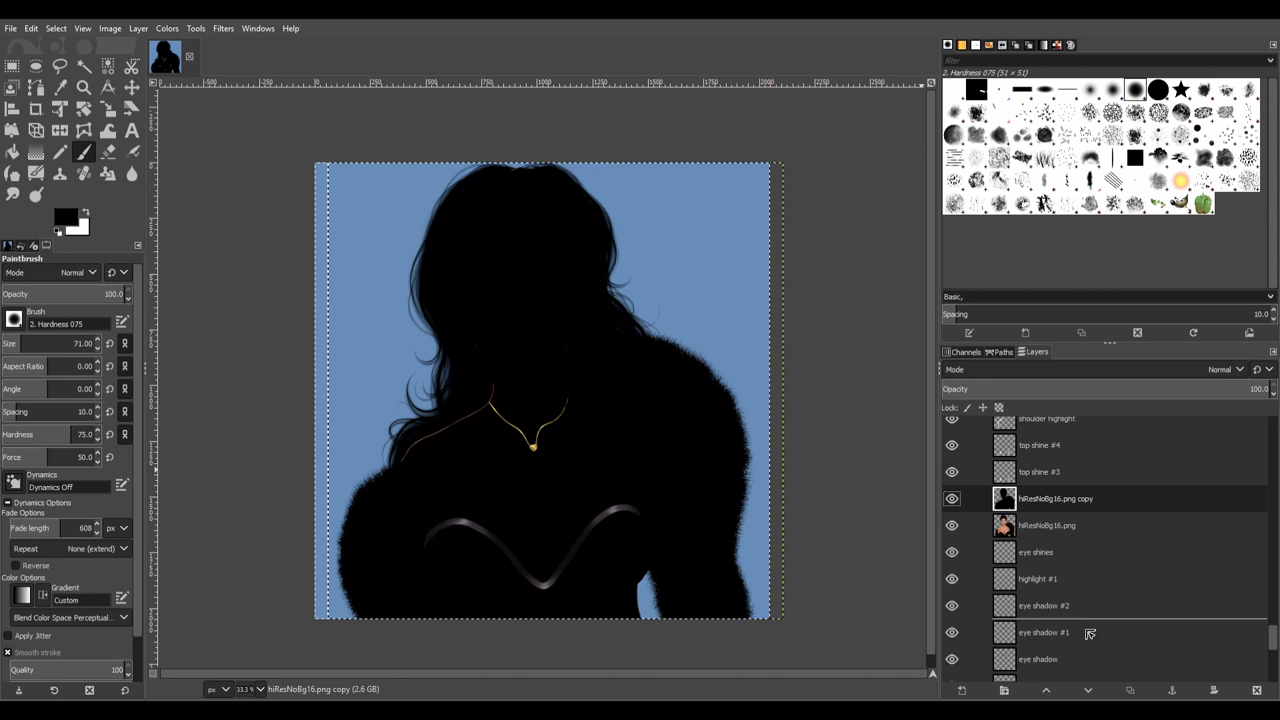 File Edit Select View Image Layer Colors Tools Filters Windows Help
filter
2. Hardness 075 (51 × 51)
Paintbrush
Mode Normal
Opacity 100.0
Brush
2. Hardness 075
Size 71.00
Aspect Ratio 0.00
Angle 0.00
Spacing 10.0
Hardness 75.0
Force 50.0
Dynamics
Dynamics Off
Dynamics Options
Fade Options
Fade length 608 px
Repeat None (extend)
Reverse
Color Options
Gradient
Custom
Blend Color Space Perceptual...
Apply Jitter
Smooth stroke
Quality 100
px 33.3 hiResNoBg16.png copy (2.6 GB)
Basic,
Spacing 10.0
Channels Paths Layers
Mode Normal
Opacity 100.0
Lock:
shoulder highlight
top shine #4
top shine #3
hiResNoBg16.png copy
hiResNoBg16.png
eye shines
highlight #1
eye shadow #2
eye shadow #1
eye shadow